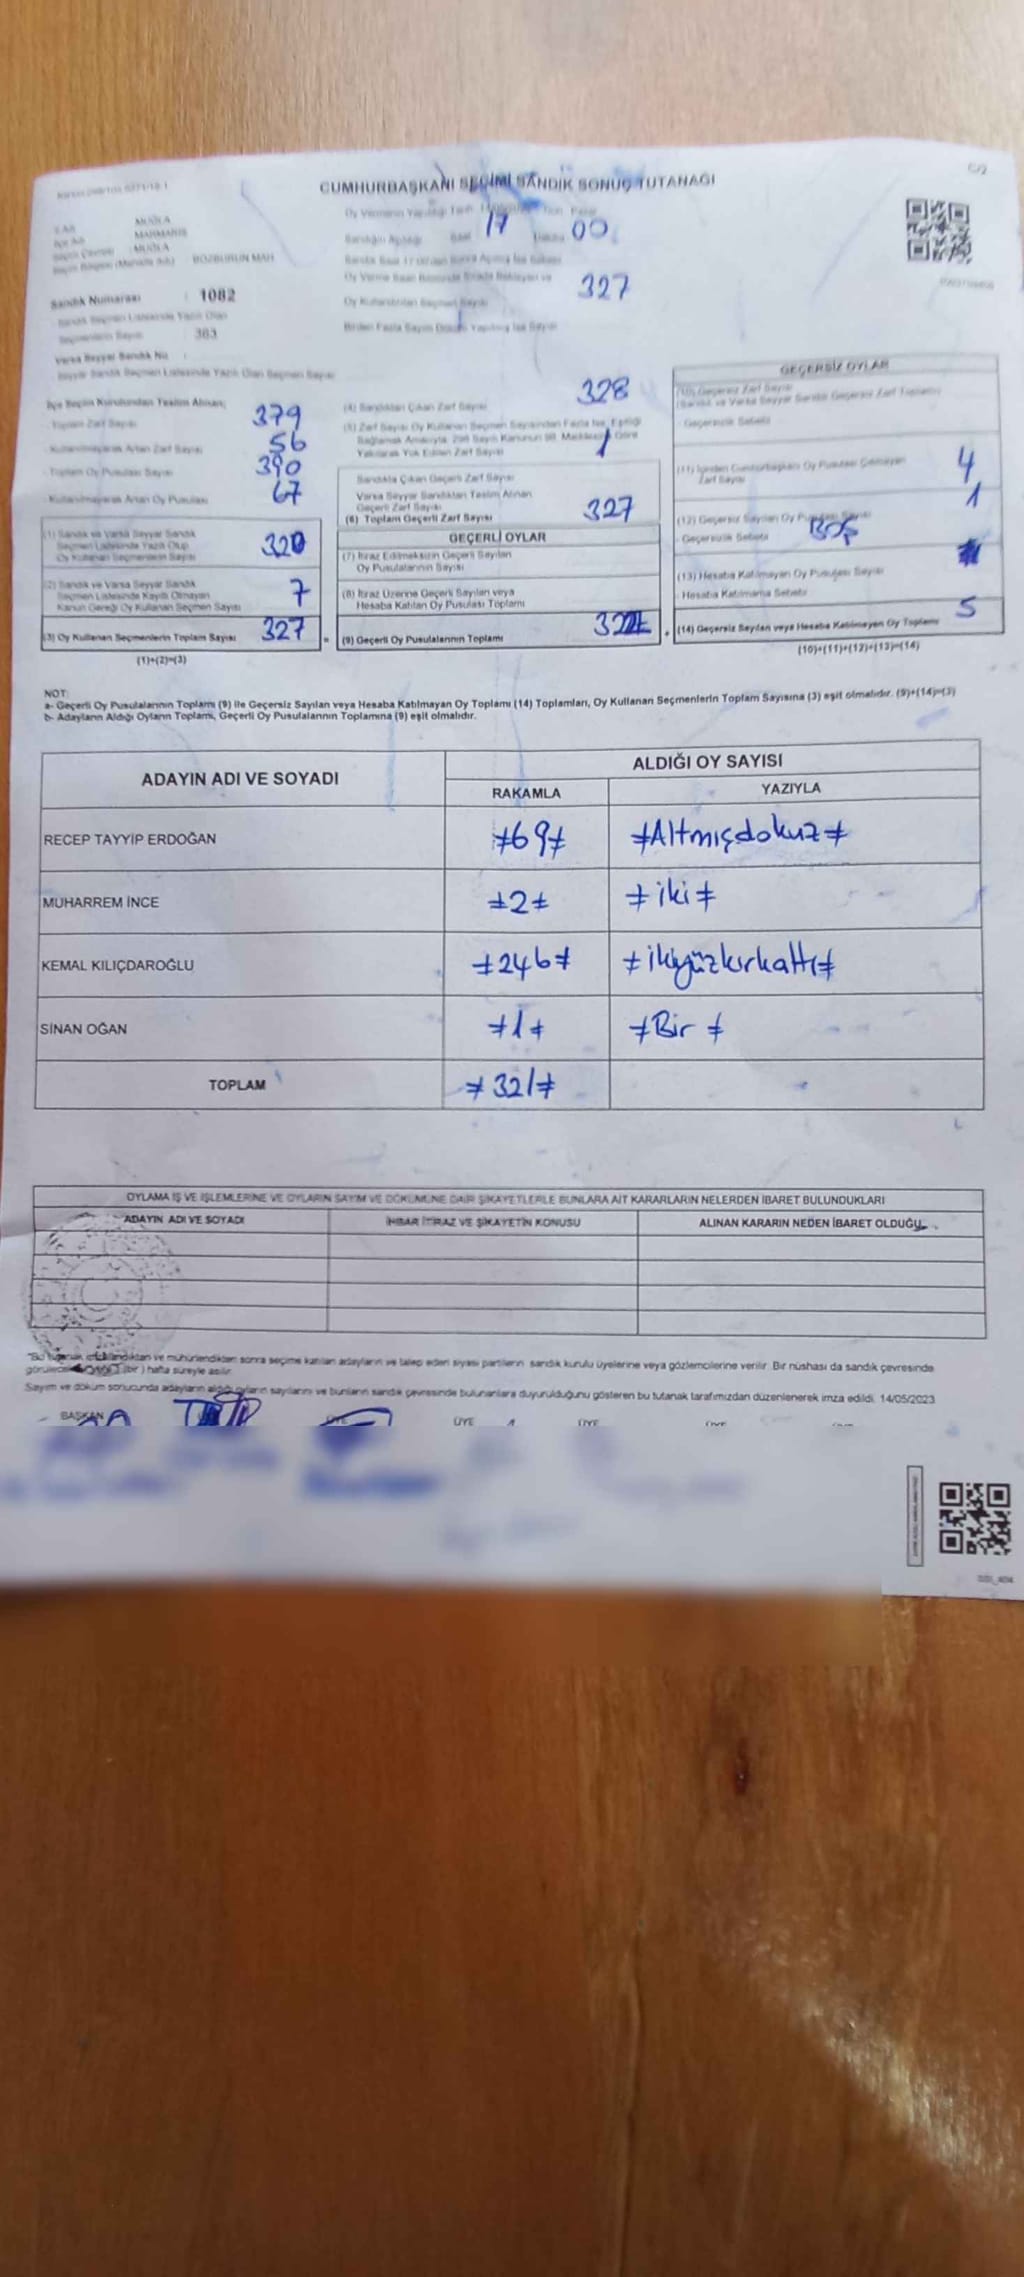 CUMHURBAŞKANI SEÇİMİ SANDIK SONUÇ TUTANAĞI
İl Adı MUĞLA
İlçe Adı MARMARİS
Seçim Çevresi MUĞLA
BOZBURUN MAH
Sandık Numarası : 1082
Sandık Seçmen Listesinde Yazılı Olan
Seçmenlerin Sayısı 383
Varsa Seyyar Sandık No :
Seyyar Sandık Seçmen Listesinde Yazılı Olan Seçmen Sayısı
Sandığın Açıldığı Saat 17 Dakika 00
Oy Verme Saati Bitiminde Sırada Bekleyen ve
Oy Kullandırılan Seçmen Sayısı 327
Birden Fazla Sayım Döküm Yapılmış İse Sayısı
İlçe Seçim Kurulundan Teslim Alınan;
- Toplam Zarf Sayısı 379
- Kullanılmayarak Artan Zarf Sayısı 56
- Toplam Oy Pusulası Sayısı 390
- Kullanılmayarak Artan Oy Pusulası 67
(1) Sandık ve Varsa Seyyar Sandık
Seçmen Listesinde Yazılı Olup
Oy Kullanan Seçmenlerin Sayısı 320
(2) Sandık ve Varsa Seyyar Sandık
Seçmen Listesinde Kayıtlı Olmayan
Kanun Gereği Oy Kullanan Seçmen Sayısı 7
(3) Oy Kullanan Seçmenlerin Toplam Sayısı 327 =
(1)+(2)=(3)
(4) Sandıktan Çıkan Zarf Sayısı 328
(5) Zarf Sayısı Oy Kullanan Seçmen Sayısından Fazla İse, Eşitliği
Sağlamak Amacıyla, 298 Sayılı Kanunun 98. Maddesine Göre
Yakılarak Yok Edilen Zarf Sayısı 1
Sandıkta Çıkan Geçerli Zarf Sayısı
Varsa Seyyar Sandıktan Teslim Alınan
Geçerli Zarf Sayısı
(6) Toplam Geçerli Zarf Sayısı 327
GEÇERLİ OYLAR
(7) İtiraz Edilmeksizin Geçerli Sayılan
Oy Pusulalarının Sayısı
(8) İtiraz Üzerine Geçerli Sayılan veya
Hesaba Katılan Oy Pusulası Toplamı
(9) Geçerli Oy Pusulalarının Toplamı +
GEÇERSİZ OYLAR
(10) Geçersiz Zarf Sayısı
(Sandık ve Varsa Seyyar Sandık Geçersiz Zarf Toplamı)
- Geçersizlik Sebebi
(11) İçinden Cumhurbaşkanı Oy Pusulası Çıkmayan
Zarf Sayısı 4
(12) Geçersiz Sayılan Oy Pusulası Sayısı 1
- Geçersizlik Sebebi BOŞ
(13) Hesaba Katılmayan Oy Pusulası Sayısı
- Hesaba Katılmama Sebebi
(14) Geçersiz Sayılan veya Hesaba Katılmayan Oy Toplamı 5
(10)+(11)+(12)+(13)=(14)
NOT:
a- Geçerli Oy Pusulalarının Toplamı (9) ile Geçersiz Sayılan veya Hesaba Katılmayan Oy Toplamı (14) Toplamları, Oy Kullanan Seçmenlerin Toplam Sayısına (3) eşit olmalıdır. (9)+(14)=(3)
b- Adayların Aldığı Oyların Toplamı, Geçerli Oy Pusulalarının Toplamına (9) eşit olmalıdır.
ADAYIN ADI VE SOYADI ALDIĞI OY SAYISI
RAKAMLA YAZIYLA
RECEP TAYYİP ERDOĞAN ≠69≠ ≠Altmışdokuz≠
MUHARREM İNCE ≠2≠ ≠iki≠
KEMAL KILIÇDAROĞLU ≠246≠ ≠ikiyüzkırkaltı≠
SİNAN OĞAN ≠1≠ ≠Bir≠
TOPLAM ≠321≠
OYLAMA İŞ VE İŞLEMLERİNE VE OYLARIN SAYIM VE DÖKÜMÜNE DAİR ŞİKAYETLERLE BUNLARA AİT KARARLARIN NELERDEN İBARET BULUNDUKLARI
ADAYIN ADI VE SOYADI İHBAR İTİRAZ VE ŞİKAYETİN KONUSU ALINAN KARARIN NEDEN İBARET OLDUĞU
"Bu tutanak imzalandıktan ve mühürlendikten sonra seçime katılan adayların ve talep eden siyasi partilerin sandık kurulu üyelerine veya gözlemcilerine verilir. Bir nüshası da sandık çevresinde
(bir) hafta süreyle asılır.
Sayım ve döküm sonucunda adayların aldığı oyların sayılarını ve bunların sandık çevresinde bulunanlara duyurulduğunu gösteren bu tutanak tarafımızdan düzenlenerek imza edildi. 14/05/2023
BAŞKAN ÜYE ÜYE ÜYE